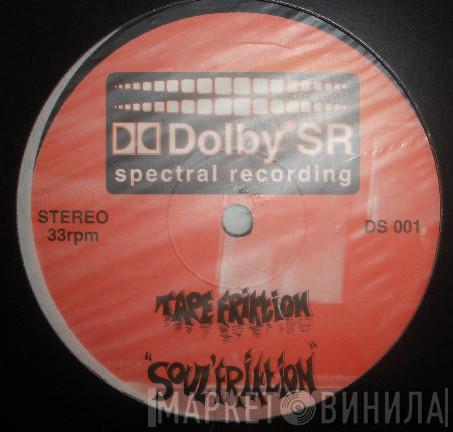 Dolby SR
spectral recording
STEREO
33rpm
DS 001
TAPE FRIKTION
"SOUL FRIKTION"
МАРКЕТ ВИНИЛА